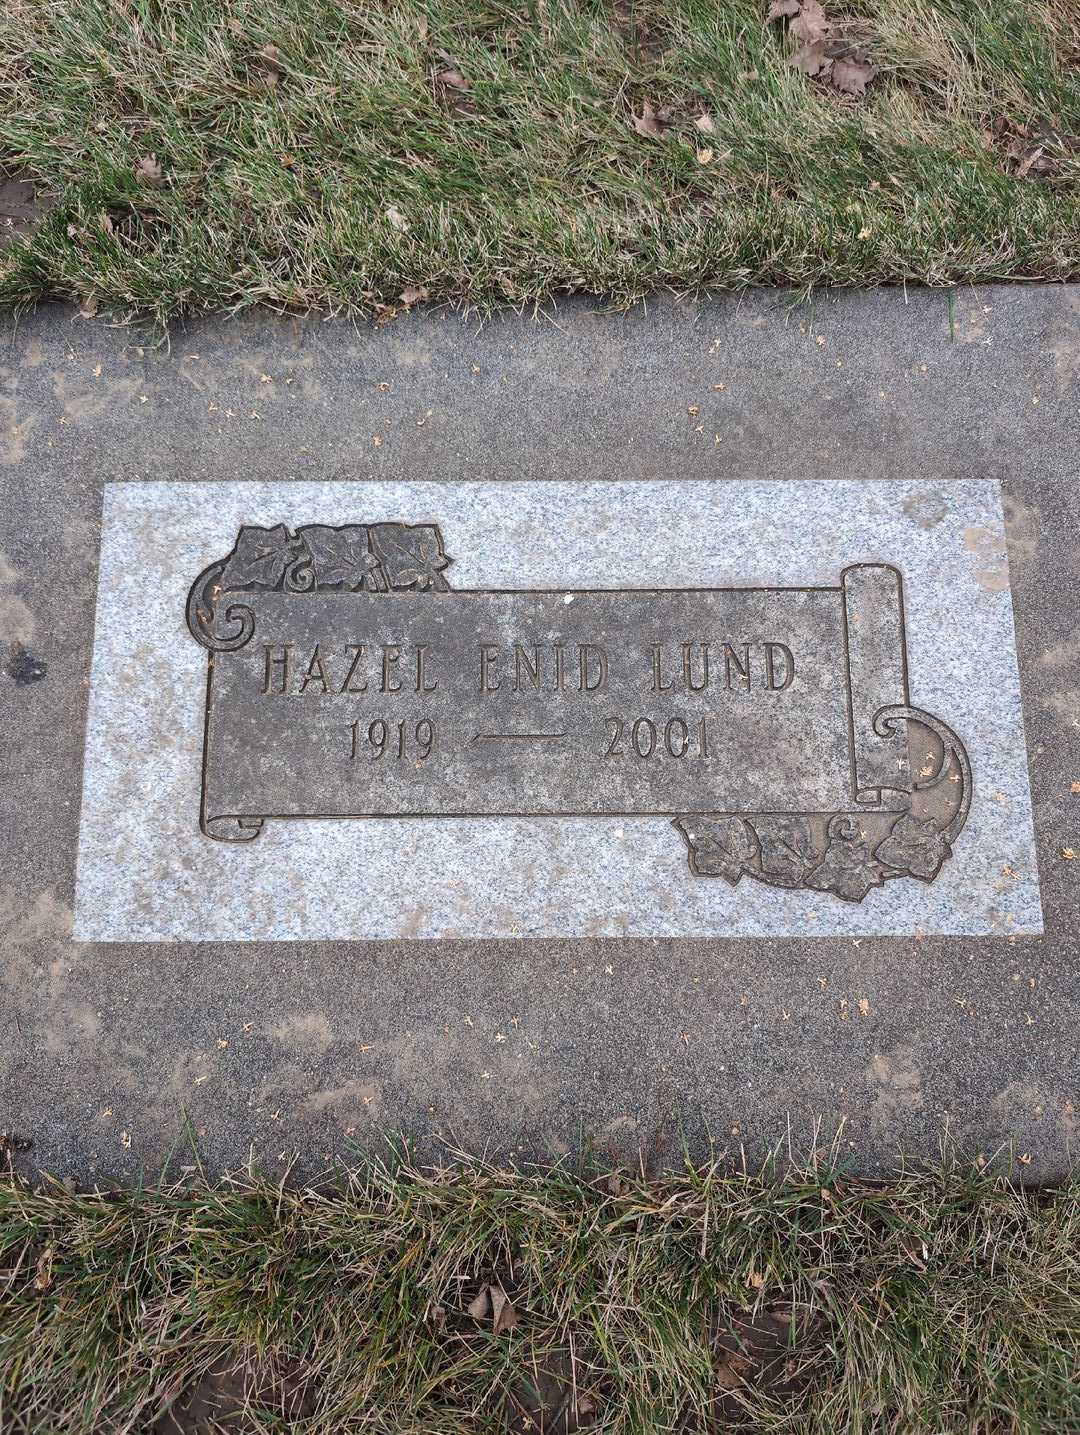 HAZEL ENID LUND
1919 — 2001